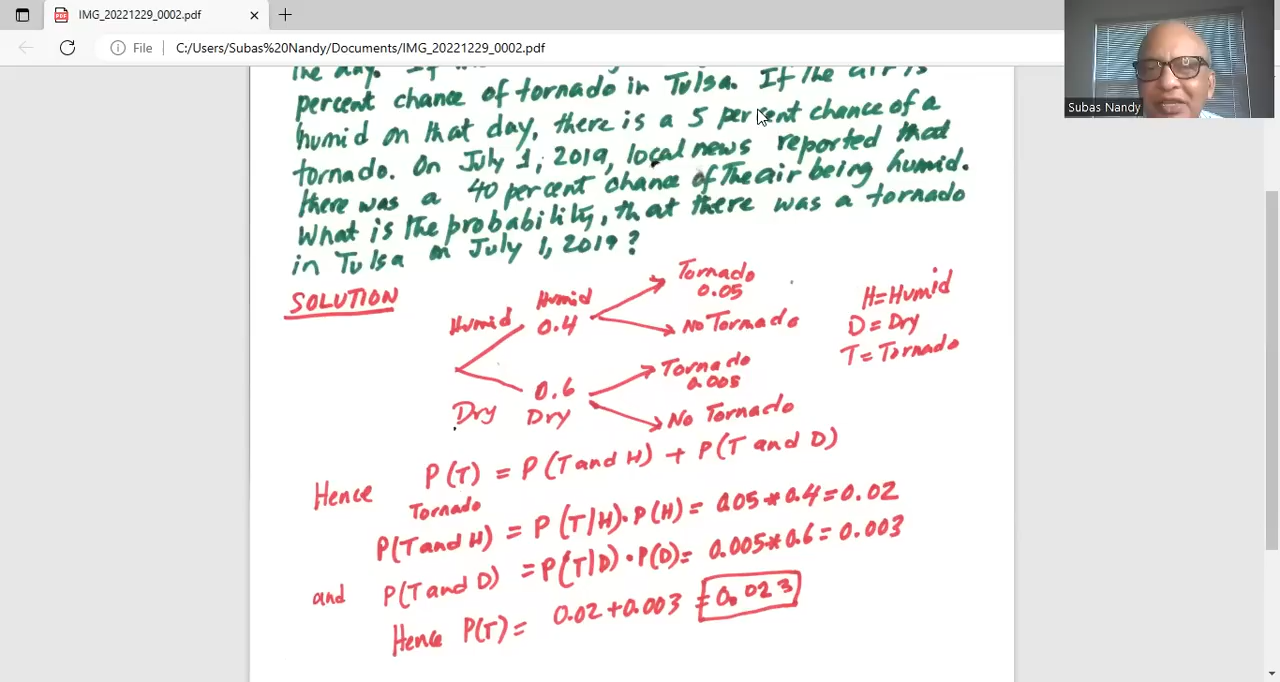 IMG_20221229_0002.pdf
File C:/Users/Subas%20Nandy/Documents/IMG_20221229_0002.pdf
Subas Nandy
the day. If
percent chance of tornado in Tulsa. If the air is
humid on that day, there is a 5 percent chance of a
tornado. On July 1, 2019, local news reported that
there was a 40 percent chance of The air being humid.
What is the probability, that there was a tornado
in Tulsa on July 1, 2019?
SOLUTION
Humid
Humid
0.4
Tornado
0.05
No Tornado
Dry
0.6
Dry
Tornado
0.005
No Tornado
H=Humid
D=Dry
T=Tornado
Hence P(T) = P(T and H) + P(T and D)
Tornado
P(T and H) = P(T/H)·P(H) = 0.05*0.4=0.02
and P(T and D) = P(T|D)·P(D)= 0.005*0.6=0.003
Hence P(T)= 0.02+0.003 =0.023